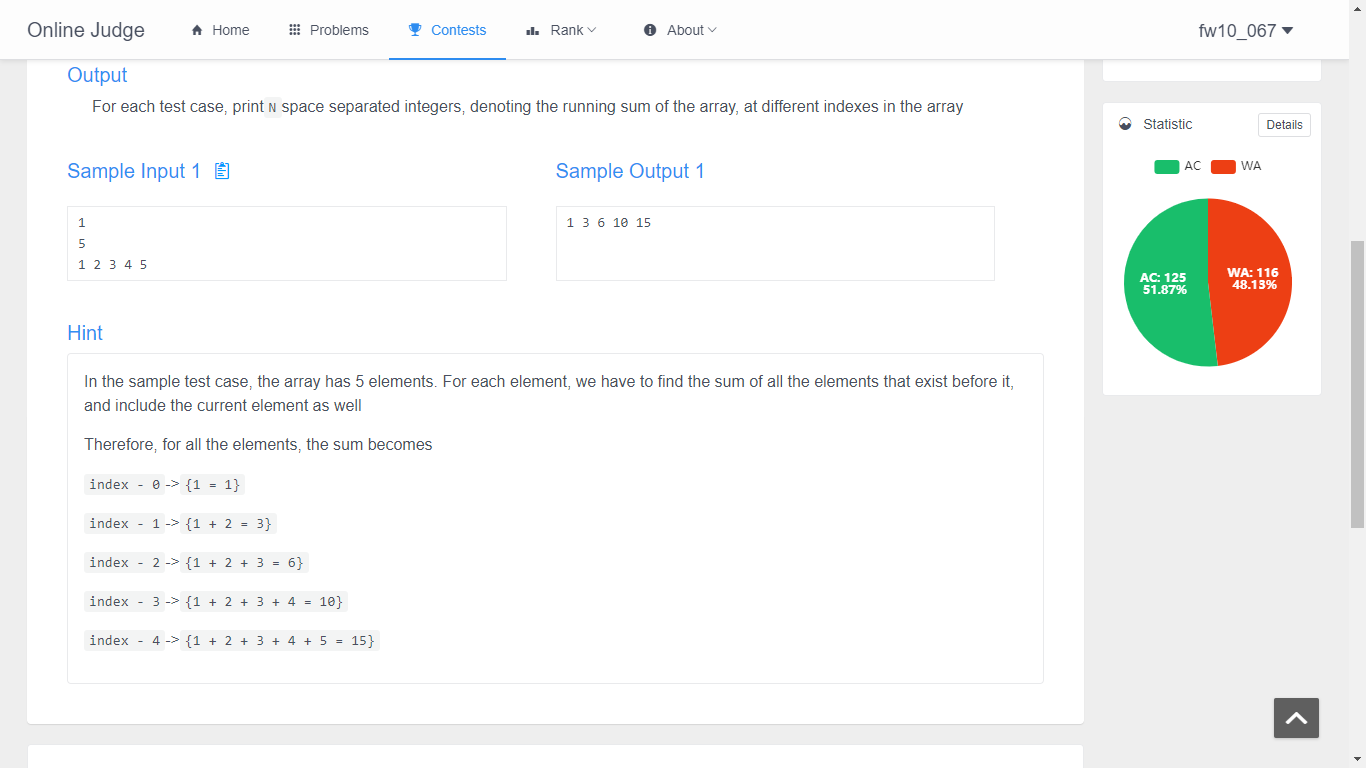 Online Judge
Home
Problems
Contests
Rank
About
fw10_067
Output
For each test case, print N space separated integers, denoting the running sum of the array, at different indexes in the array
Sample Input 1
Sample Output 1
1
5
1 2 3 4 5
1 3 6 10 15
Hint
In the sample test case, the array has 5 elements. For each element, we have to find the sum of all the elements that exist before it,
and include the current element as well
Therefore, for all the elements, the sum becomes
index - 0 -> {1 = 1}
index - 1 -> {1 + 2 = 3}
index - 2 -> {1 + 2 + 3 = 6}
index - 3 -> {1 + 2 + 3 + 4 = 10}
index - 4 -> {1 + 2 + 3 + 4 + 5 = 15}
Statistic
Details
AC
WA
AC: 125
51.87%
WA: 116
48.13%